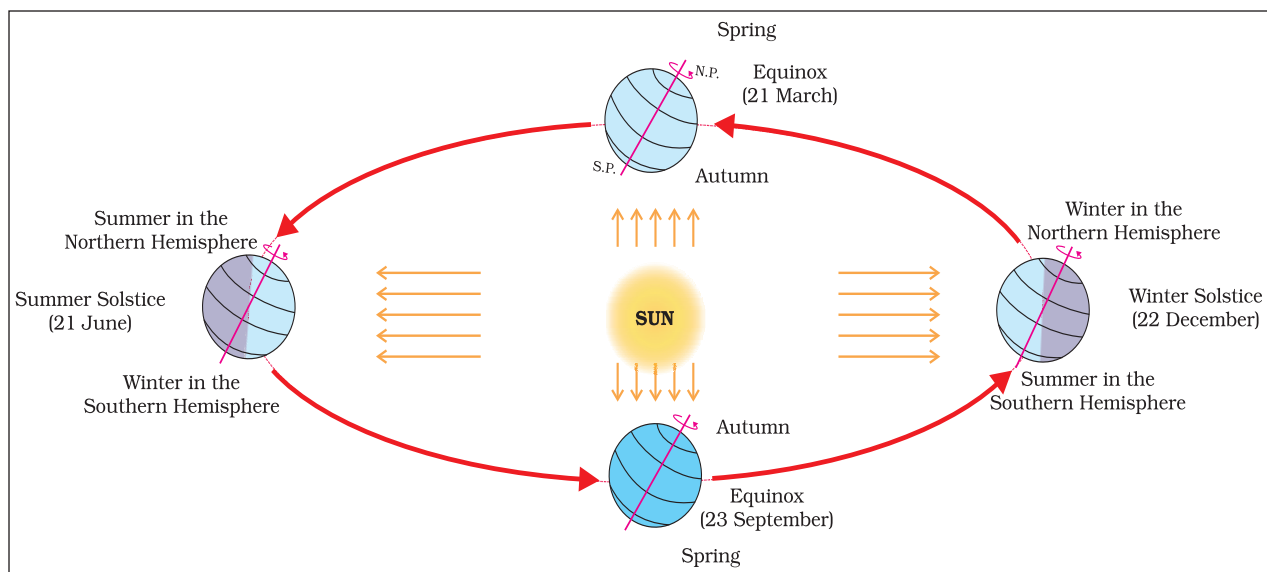 Spring
N.P.
Equinox
(21 March)
S.P.
Autumn
Summer in the
Northern Hemisphere
Winter in the
Northern Hemisphere
Summer Solstice
(21 June)
SUN
Winter Solstice
(22 December)
Winter in the
Southern Hemisphere
Summer in the
Southern Hemisphere
Autumn
Equinox
(23 September)
Spring